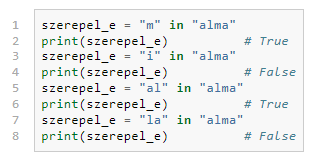 1 szerepel_e = "m" in "alma"
2 print(szerepel_e)           # True
3 szerepel_e = "i" in "alma"
4 print(szerepel_e)           # False
5 szerepel_e = "al" in "alma"
6 print(szerepel_e)           # True
7 szerepel_e = "la" in "alma"
8 print(szerepel_e)           # False